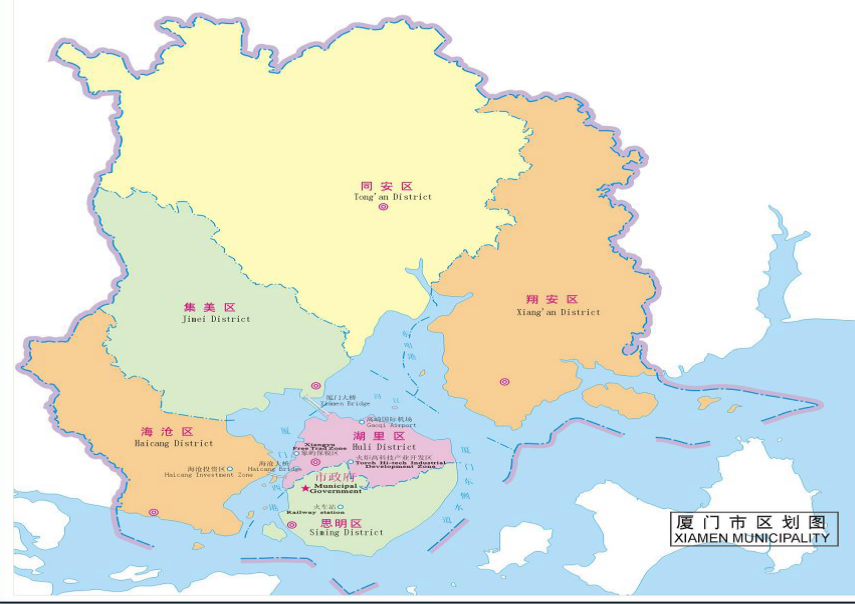 同安区
Tong'an District
集美区
Jimei District
翔安区
Xiang'an District
厦门大桥
Xiamen Bridge
高崎国际机场
Gaoqi Airport
海沧区
Haicang District
湖里区
Huli District
Xiangyu
Free Trade Zone
象屿保税区
火炬高科技产业开发区
Torch Hi-tech Industrial
Development Zone
海沧大桥
Haicang Bridge
海沧投资区
Haicang Investment Zone
市政府
Municipal
Government
火车站
Railway station
思明区
Siming District
厦门市区划图
XIAMEN MUNICIPALITY